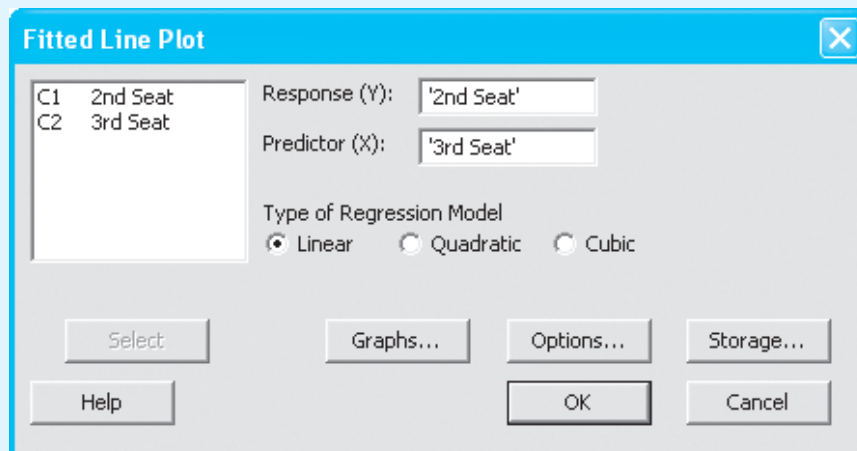 Fitted Line Plot
C1 2nd Seat
C2 3rd Seat
Response (Y): '2nd Seat'
Predictor (X): '3rd Seat'
Type of Regression Model
Linear Quadratic Cubic
Select Graphs... Options... Storage...
Help OK Cancel